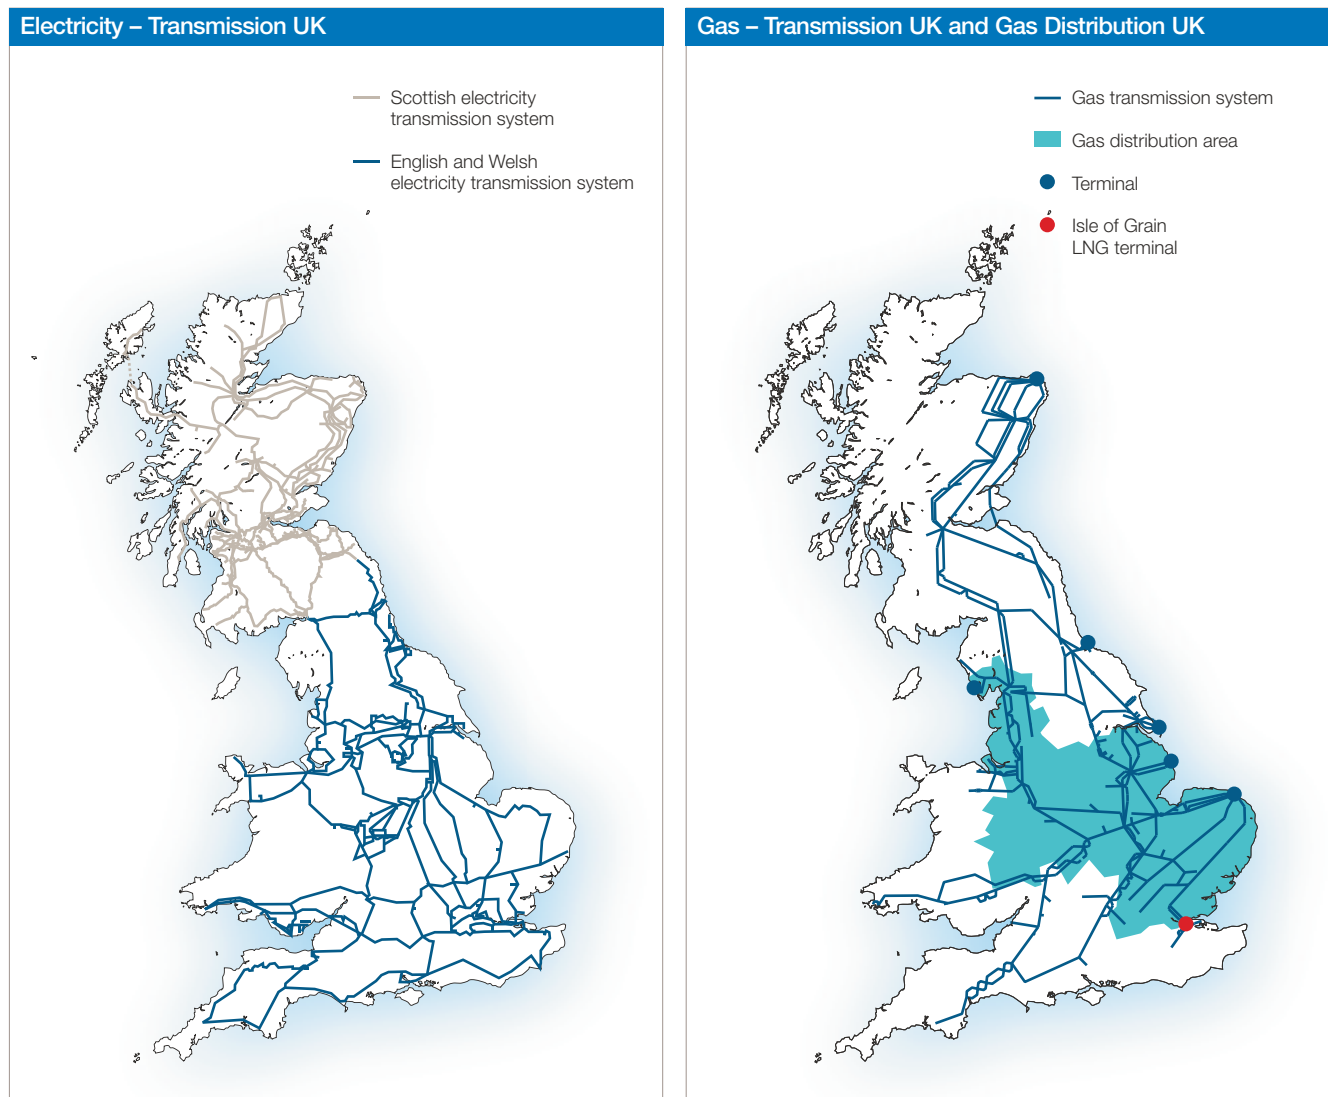 Electricity – Transmission UK
Scottish electricity
transmission system
English and Welsh
electricity transmission system
Gas – Transmission UK and Gas Distribution UK
Gas transmission system
Gas distribution area
Terminal
Isle of Grain
LNG terminal